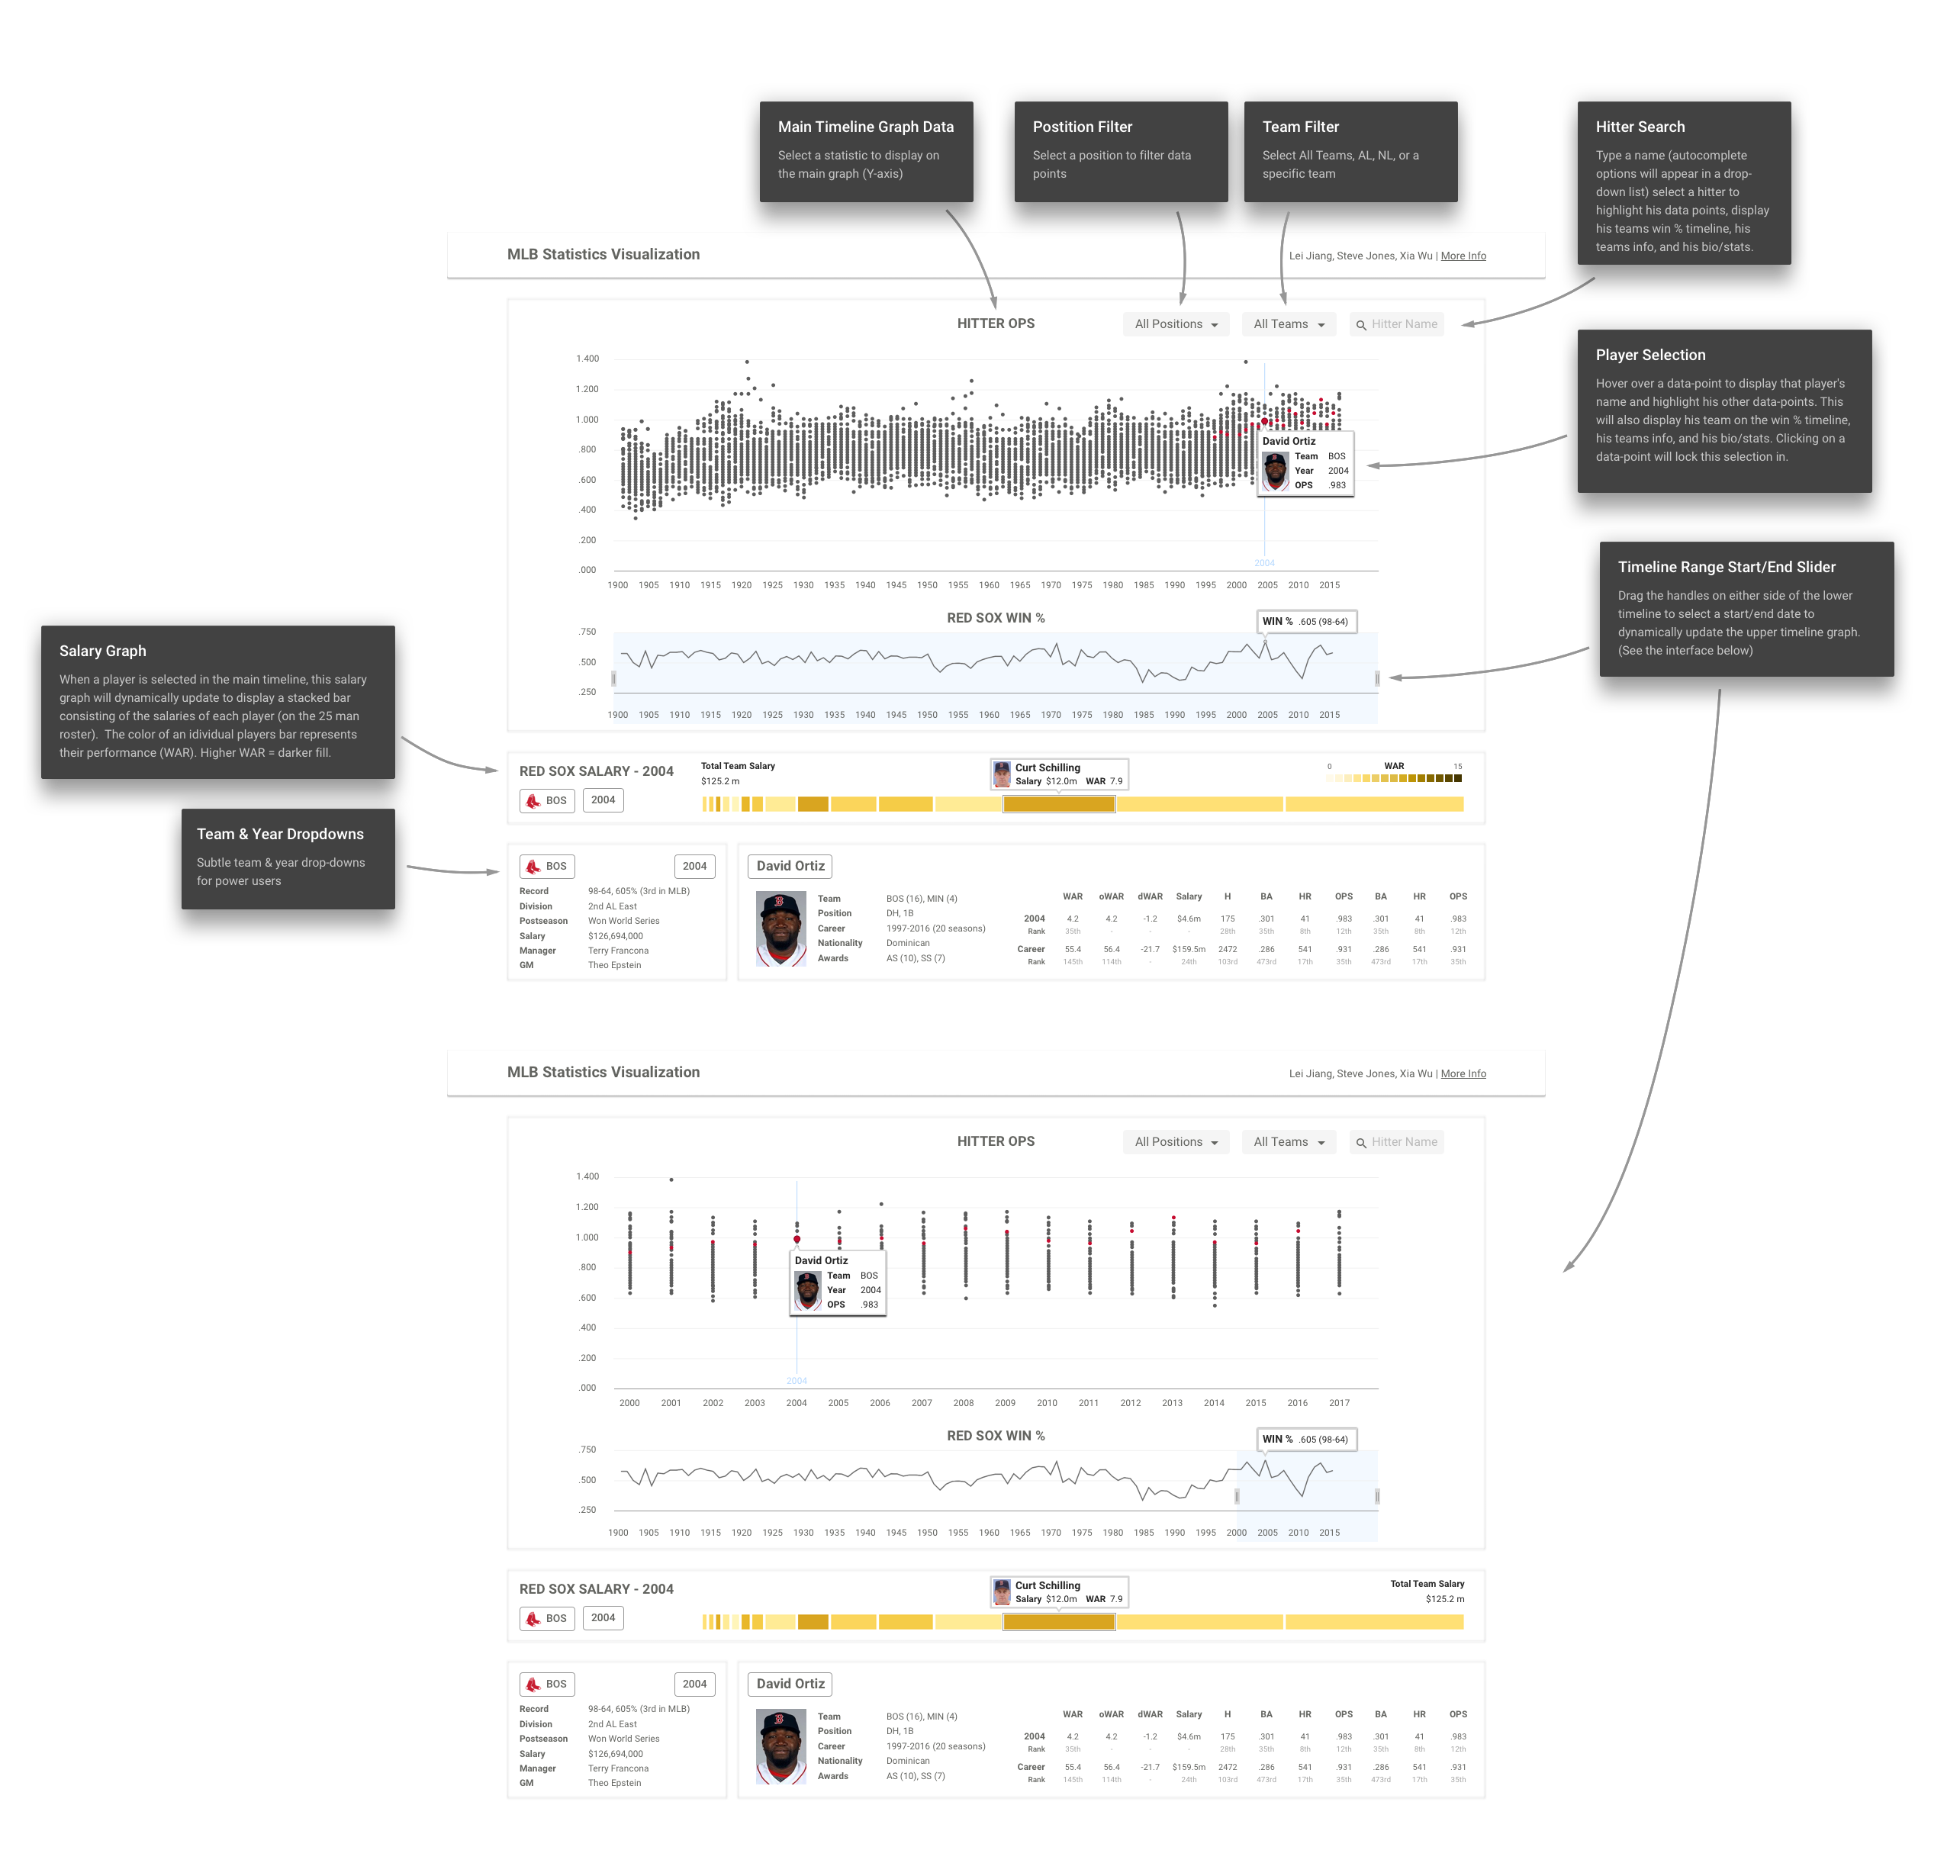 Main Timeline Graph Data
Select a statistic to display on
the main graph (Y-axis)
Postition Filter
Select a position to filter data
points
Team Filter
Select All Teams, AL, NL, or a
specific team
Hitter Search
Type a name (autocomplete
options will appear in a drop-
down list) select a hitter to
highlight his data points, display
his teams win % timeline, his
teams info, and his bio/stats.
MLB Statistics Visualization
Lei Jiang, Steve Jones, Xia Wu | More Info
HITTER OPS
All Positions
All Teams
Hitter Name
Player Selection
Hover over a data-point to display that player's
name and highlight his other data-points. This
will also display his team on the win % timeline,
his teams info, and his bio/stats. Clicking on a
data-point will lock this selection in.
1.400
1.200
1.000
.800
.600
.400
.200
.000
David Ortiz
Team BOS
Year 2004
OPS .983
2004
1900 1905 1910 1915 1920 1925 1930 1935 1940 1945 1950 1955 1960 1965 1970 1975 1980 1985 1990 1995 2000 2005 2010 2015
Timeline Range Start/End Slider
Drag the handles on either side of the lower
timeline to select a start/end date to
dynamically update the upper timeline graph.
(See the interface below)
RED SOX WIN %
WIN % .605 (98-64)
.750
.500
.250
1900 1905 1910 1915 1920 1925 1930 1935 1940 1945 1950 1955 1960 1965 1970 1975 1980 1985 1990 1995 2000 2005 2010 2015
Salary Graph
When a player is selected in the main timeline, this salary
graph will dynamically update to display a stacked bar
consisting of the salaries of each player (on the 25 man
roster). The color of an idividual players bar represents
their performance (WAR). Higher WAR = darker fill.
RED SOX SALARY - 2004
BOS
2004
Total Team Salary
$125.2 m
Curt Schilling
Salary $12.0m WAR 7.9
0 WAR 15
Team & Year Dropdowns
Subtle team & year drop-downs
for power users
BOS
2004
Record 98-64, 605% (3rd in MLB)
Division 2nd AL East
Postseason Won World Series
Salary $126,694,000
Manager Terry Francona
GM Theo Epstein
David Ortiz
B
Team BOS (16), MIN (4)
Position DH, 1B
Career 1997-2016 (20 seasons)
Nationality Dominican
Awards AS (10), SS (7)
WAR oWAR dWAR Salary H BA HR OPS BA HR OPS
2004 4.2 4.2 -1.2 $4.6m 175 .301 41 .983 .301 41 .983
Rank 35th - - - 28th 35th 8th 12th 35th 8th 12th
Career 55.4 56.4 -21.7 $159.5m 2472 .286 541 .931 .286 541 .931
Rank 145th 114th - 24th 103rd 473rd 17th 35th 473rd 17th 35th
MLB Statistics Visualization
Lei Jiang, Steve Jones, Xia Wu | More Info
HITTER OPS
All Positions
All Teams
Hitter Name
1.400
1.200
1.000
.800
.600
.400
.200
.000
David Ortiz
Team BOS
Year 2004
OPS .983
2004
2000 2001 2002 2003 2004 2005 2006 2007 2008 2009 2010 2011 2012 2013 2014 2015 2016 2017
RED SOX WIN %
WIN % .605 (98-64)
.750
.500
.250
1900 1905 1910 1915 1920 1925 1930 1935 1940 1945 1950 1955 1960 1965 1970 1975 1980 1985 1990 1995 2000 2005 2010 2015
RED SOX SALARY - 2004
BOS
2004
Curt Schilling
Salary $12.0m WAR 7.9
Total Team Salary
$125.2 m
BOS
2004
Record 98-64, 605% (3rd in MLB)
Division 2nd AL East
Postseason Won World Series
Salary $126,694,000
Manager Terry Francona
GM Theo Epstein
David Ortiz
B
Team BOS (16), MIN (4)
Position DH, 1B
Career 1997-2016 (20 seasons)
Nationality Dominican
Awards AS (10), SS (7)
WAR oWAR dWAR Salary H BA HR OPS BA HR OPS
2004 4.2 4.2 -1.2 $4.6m 175 .301 41 .983 .301 41 .983
Rank 35th - - - 28th 35th 8th 12th 35th 8th 12th
Career 55.4 56.4 -21.7 $159.5m 2472 .286 541 .931 .286 541 .931
Rank 145th 114th - 24th 103rd 473rd 17th 35th 473rd 17th 35th